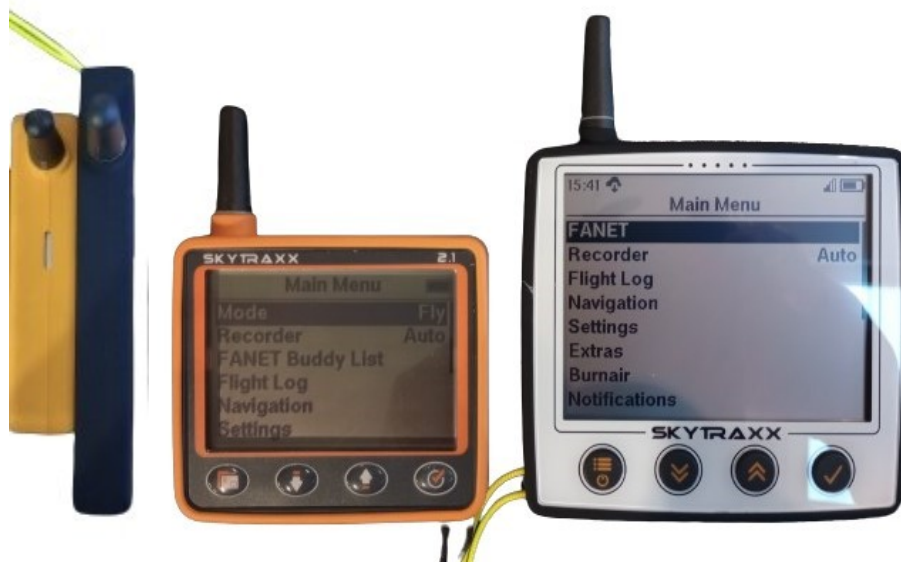 SKYTRAXX 2.1
Main Menu
Mode Fly
Recorder Auto
FANET Buddy List
Flight Log
Navigation
Settings
15:41
Main Menu
FANET
Recorder Auto
Flight Log
Navigation
Settings
Extras
Burnair
Notifications
SKYTRAXX